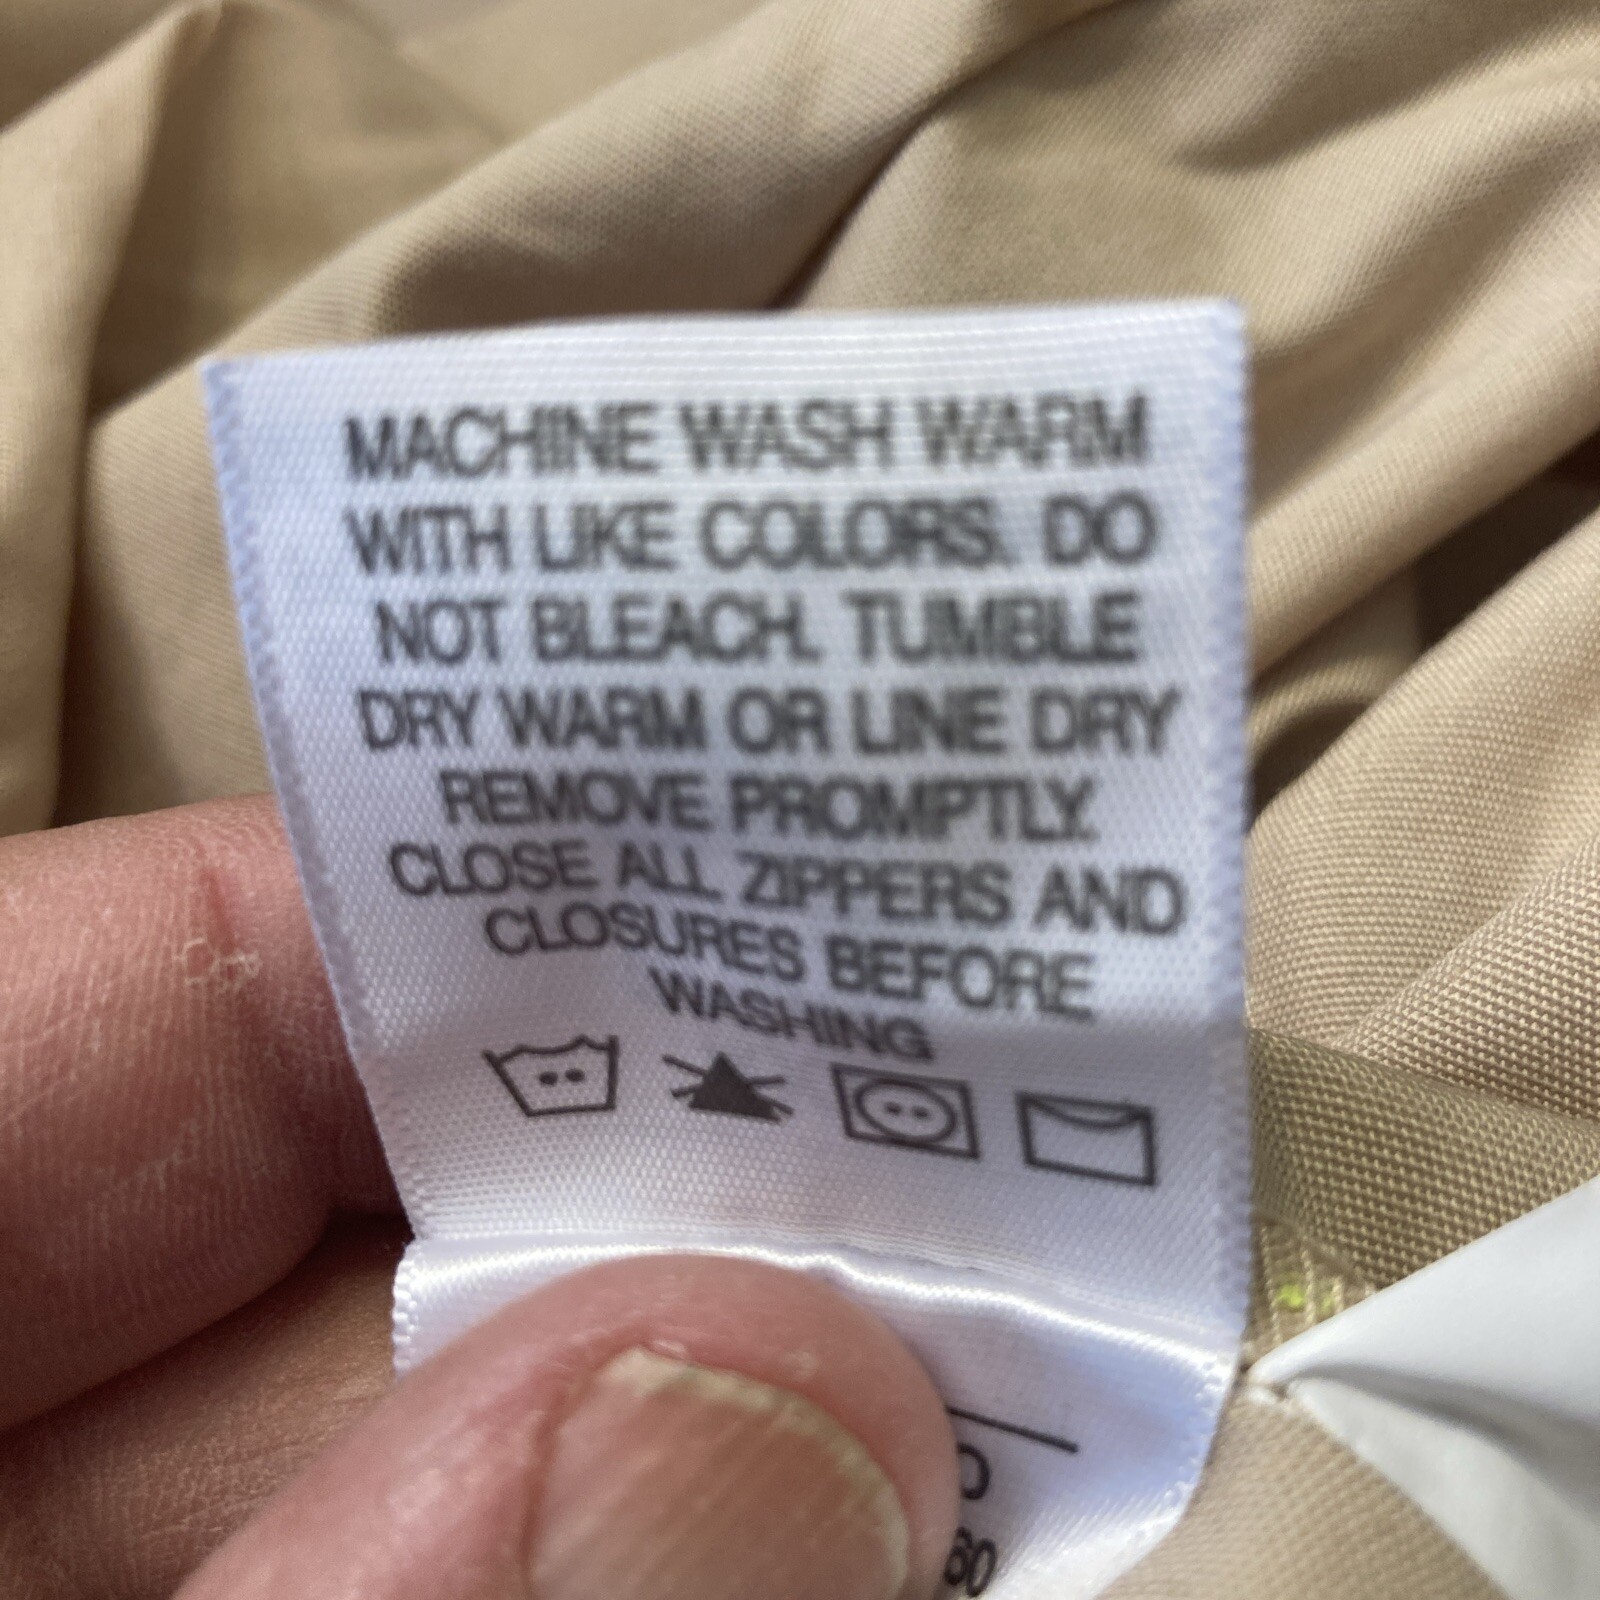 MACHINE WASH WARM
WITH LIKE COLORS. DO
NOT BLEACH. TUMBLE
DRY WARM OR LINE DRY
REMOVE PROMPTLY.
CLOSE ALL ZIPPERS AND
CLOSURES BEFORE
WASHING
60